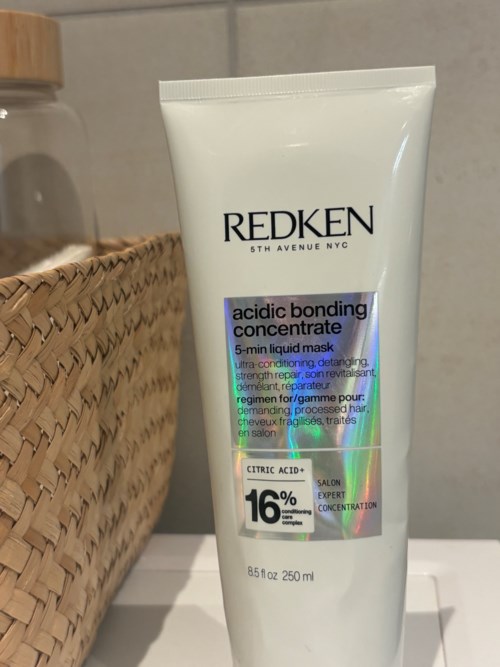 REDKEN
5TH AVENUE NYC
acidic bonding
concentrate
5-min liquid mask
ultra-conditioning, detangling,
strength repair, soin revitalisant,
démêlant, réparateur
regimen for/gamme pour:
demanding, processed hair,
cheveux fragilisés, traités
en salon
CITRIC ACID+
16%
conditioning
care
complex
SALON
EXPERT
CONCENTRATION
8.5 fl oz 250 ml